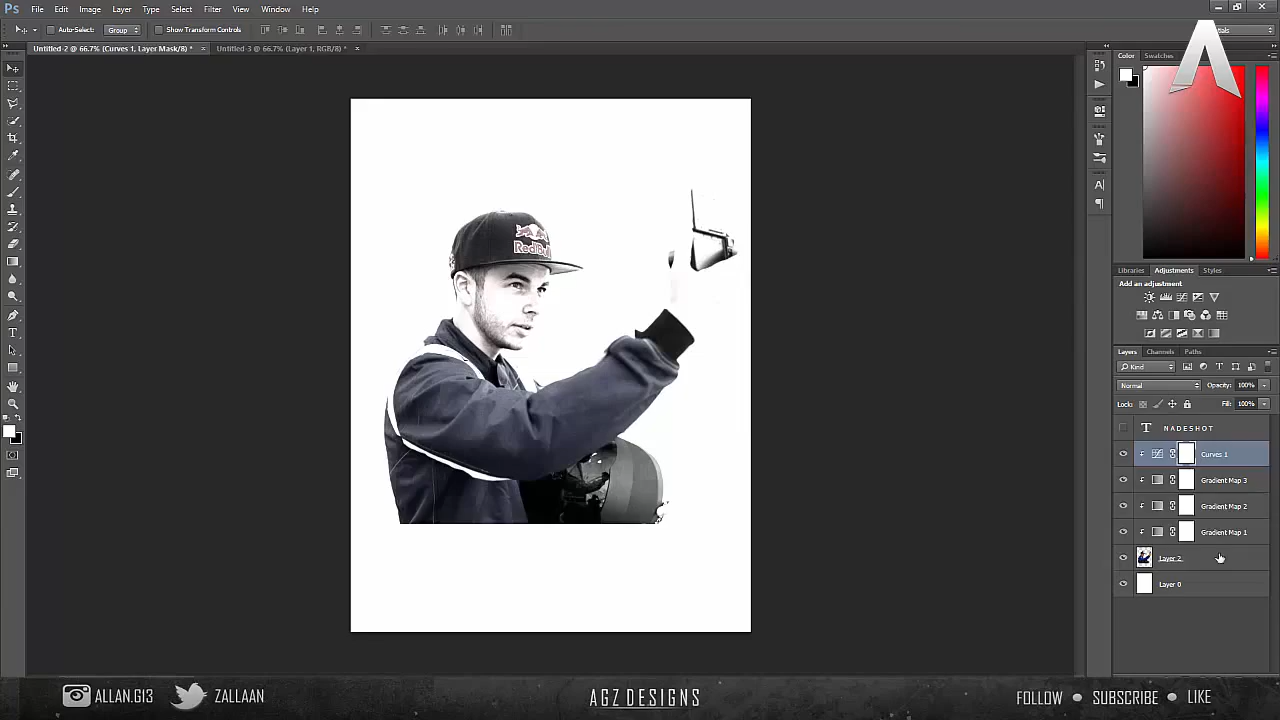 Ps File Edit Image Layer Type Select Filter View Window Help
Auto-Select: Group Show Transform Controls
Untitled-2 @ 66.7% (Curves 1, Layer Mask/8) * × Untitled-3 @ 66.7% (Layer 1, RGB/8) * ×
Color Swatches
Libraries Adjustments Styles
Add an adjustment
Layers Channels Paths
Kind
Normal Opacity: 100%
Lock: Fill: 100%
T NADESHOT
Curves 1
Gradient Map 3
Gradient Map 2
Gradient Map 1
Layer 2
Layer 0
Red Bull
ALLAN.G13 ZALLAAN AGZ DESIGNS FOLLOW SUBSCRIBE LIKE